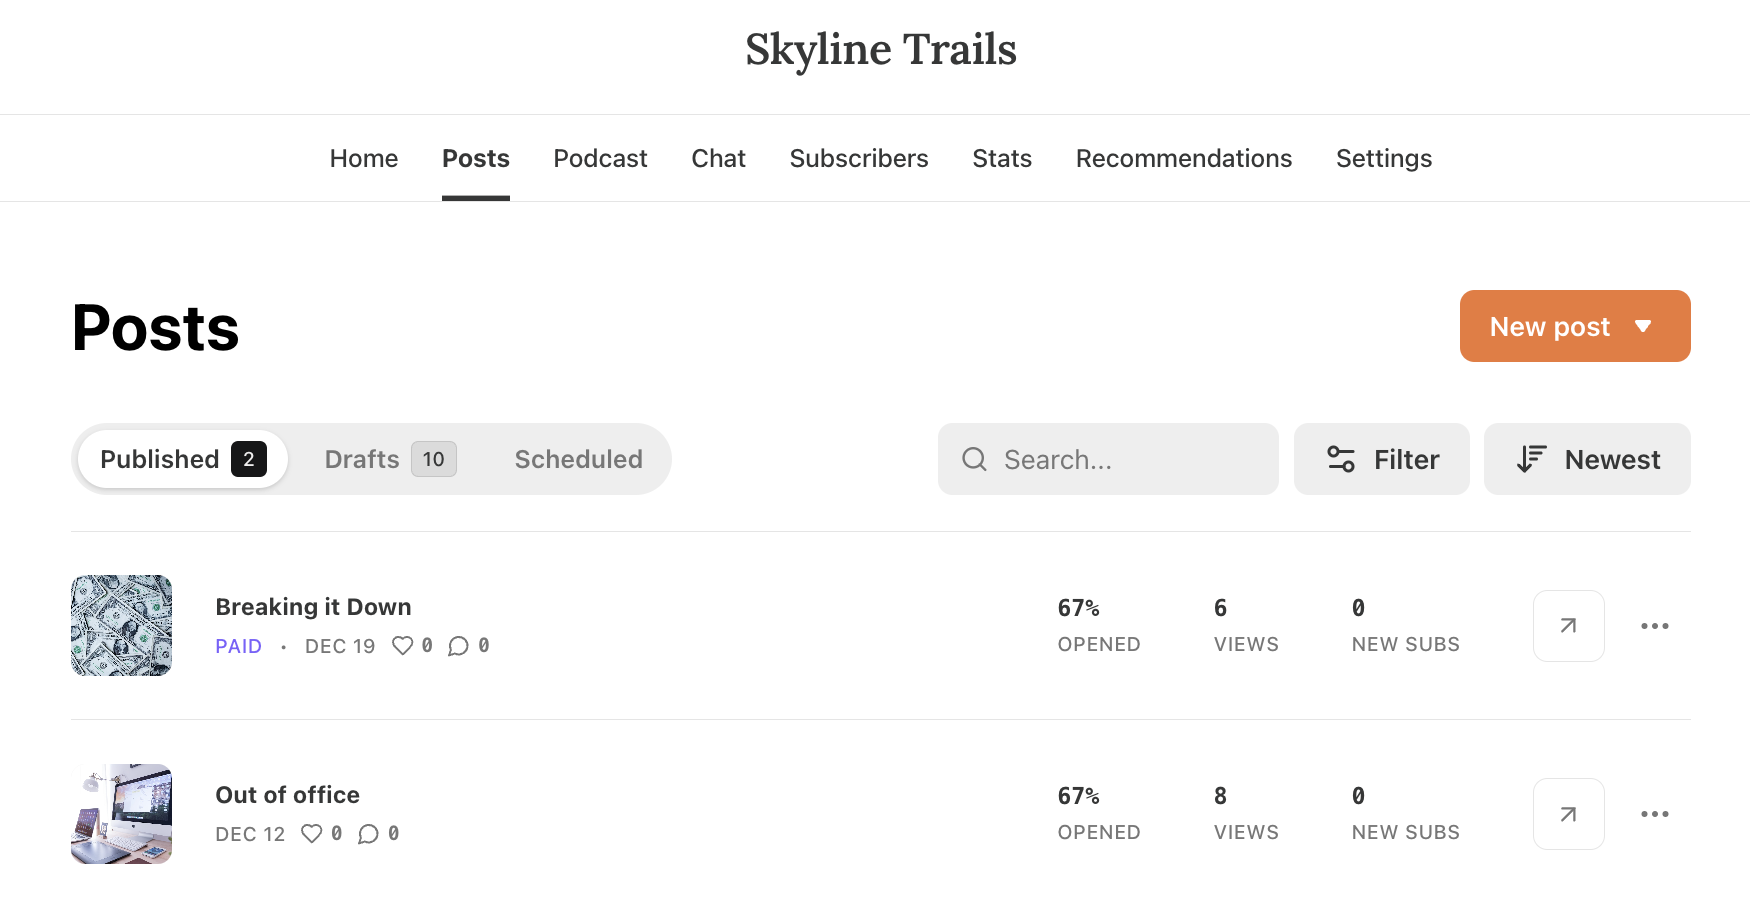 Skyline Trails
Home Posts Podcast Chat Subscribers Stats Recommendations Settings
Posts
New post
Published 2 Drafts 10 Scheduled
Search...
Filter
Newest
Breaking it Down
PAID · DEC 19 0 0
67% 6 0
OPENED VIEWS NEW SUBS
Out of office
DEC 12 0 0
67% 8 0
OPENED VIEWS NEW SUBS